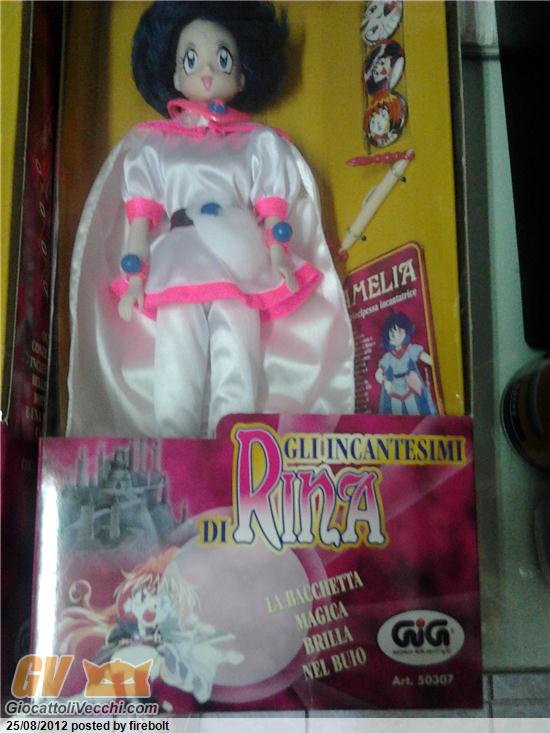 AMELIA
incantatrice
GLI INCANTESIMI
DI RINA
LA BACCHETTA
MAGICA
BRILLA
NEL BUIO
GiG
Art. 50307
GV
GiocattoliVecchi.com
25/08/2012 posted by firebolt